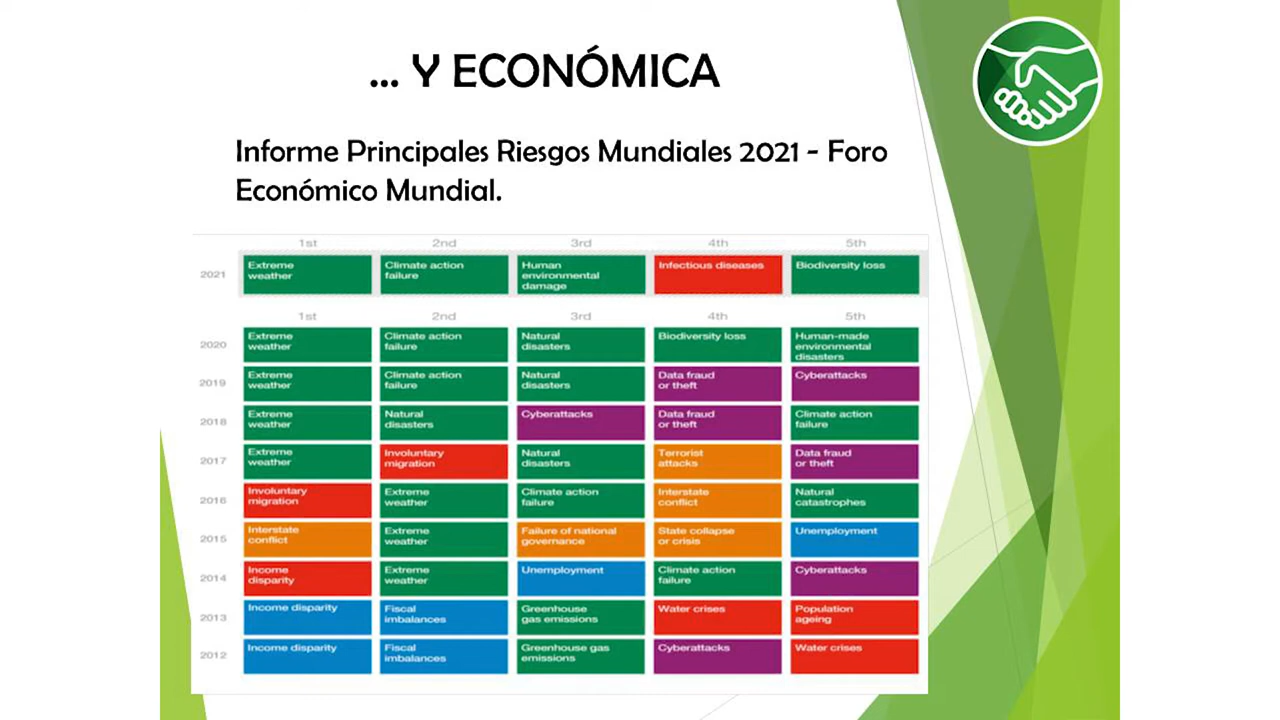 ... Y ECONÓMICA
Informe Principales Riesgos Mundiales 2021 - Foro
Económico Mundial.
1st 2nd 3rd 4th 5th
2021 Extreme weather Climate action failure Human environmental damage Infectious diseases Biodiversity loss
1st 2nd 3rd 4th 5th
2020 Extreme weather Climate action failure Natural disasters Biodiversity loss Human-made environmental disasters
2019 Extreme weather Climate action failure Natural disasters Data fraud or theft Cyberattacks
2018 Extreme weather Natural disasters Cyberattacks Data fraud or theft Climate action failure
2017 Extreme weather Involuntary migration Natural disasters Terrorist attacks Data fraud or theft
2016 Involuntary migration Extreme weather Climate action failure Interstate conflict Natural catastrophes
2015 Interstate conflict Extreme weather Failure of national governance State collapse or crisis Unemployment
2014 Income disparity Extreme weather Unemployment Climate action failure Cyberattacks
2013 Income disparity Fiscal imbalances Greenhouse gas emissions Water crises Population ageing
2012 Income disparity Fiscal imbalances Greenhouse gas emissions Cyberattacks Water crises